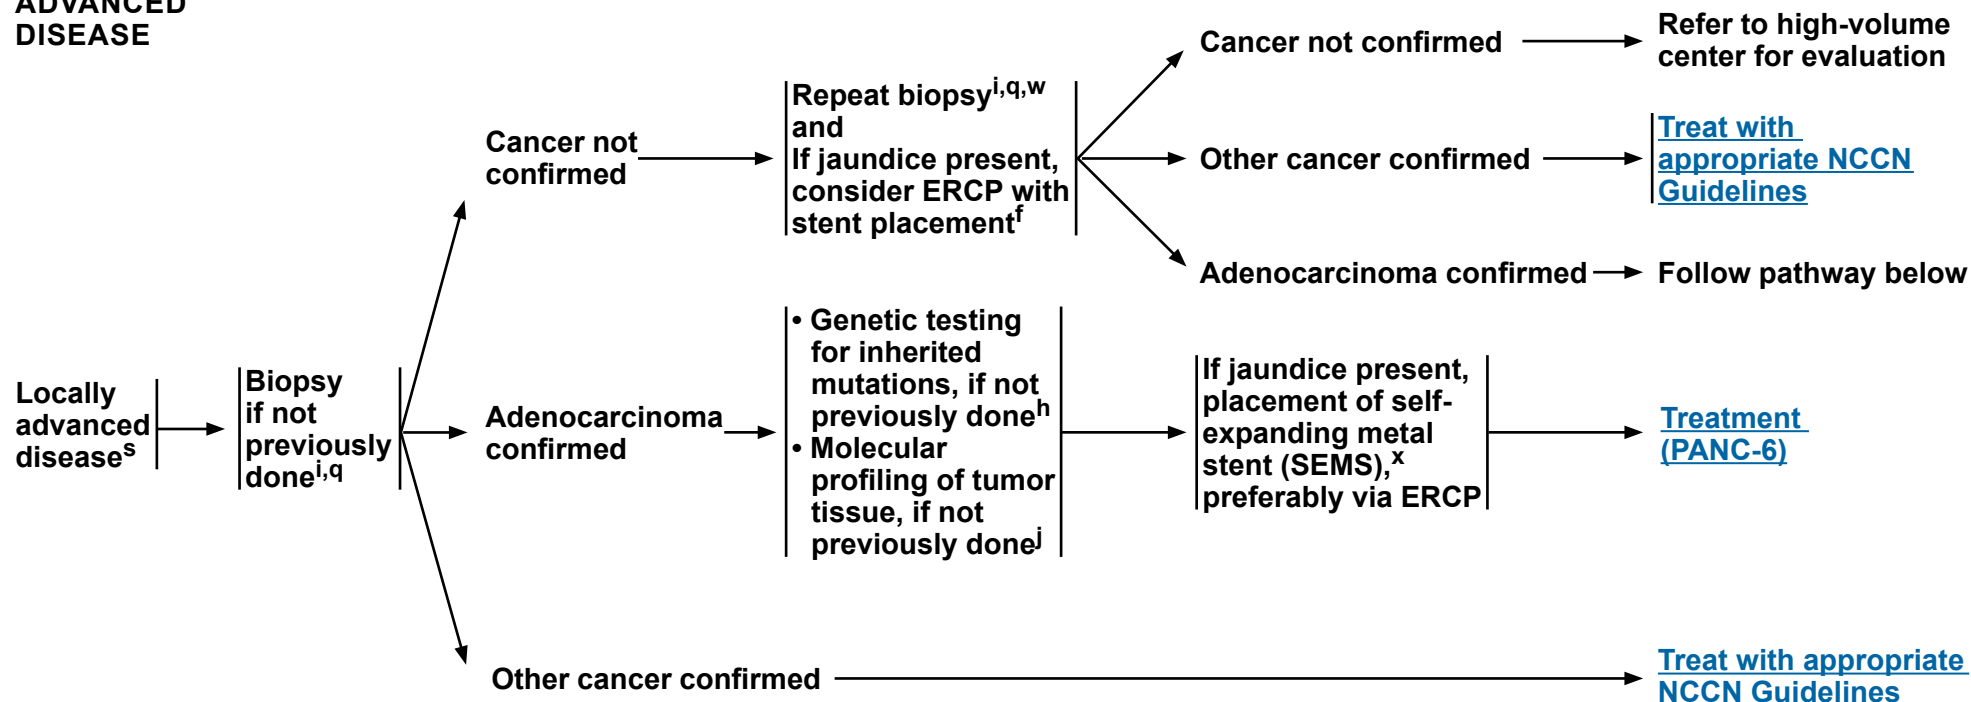 ADVANCED
DISEASE
Cancer not confirmed
Refer to high-volume
center for evaluation
Repeat biopsyi,q,w
and
If jaundice present,
consider ERCP with
stent placementf
Cancer not
confirmed
Other cancer confirmed
Treat with
appropriate NCCN
Guidelines
Adenocarcinoma confirmed
Follow pathway below
Locally
advanced
diseases
Biopsy
if not
previously
donei,q
Adenocarcinoma
confirmed
• Genetic testing
for inherited
mutations, if not
previously doneh
• Molecular
profiling of tumor
tissue, if not
previously donej
If jaundice present,
placement of self-
expanding metal
stent (SEMS),x
preferably via ERCP
Treatment
(PANC-6)
Other cancer confirmed
Treat with appropriate
NCCN Guidelines